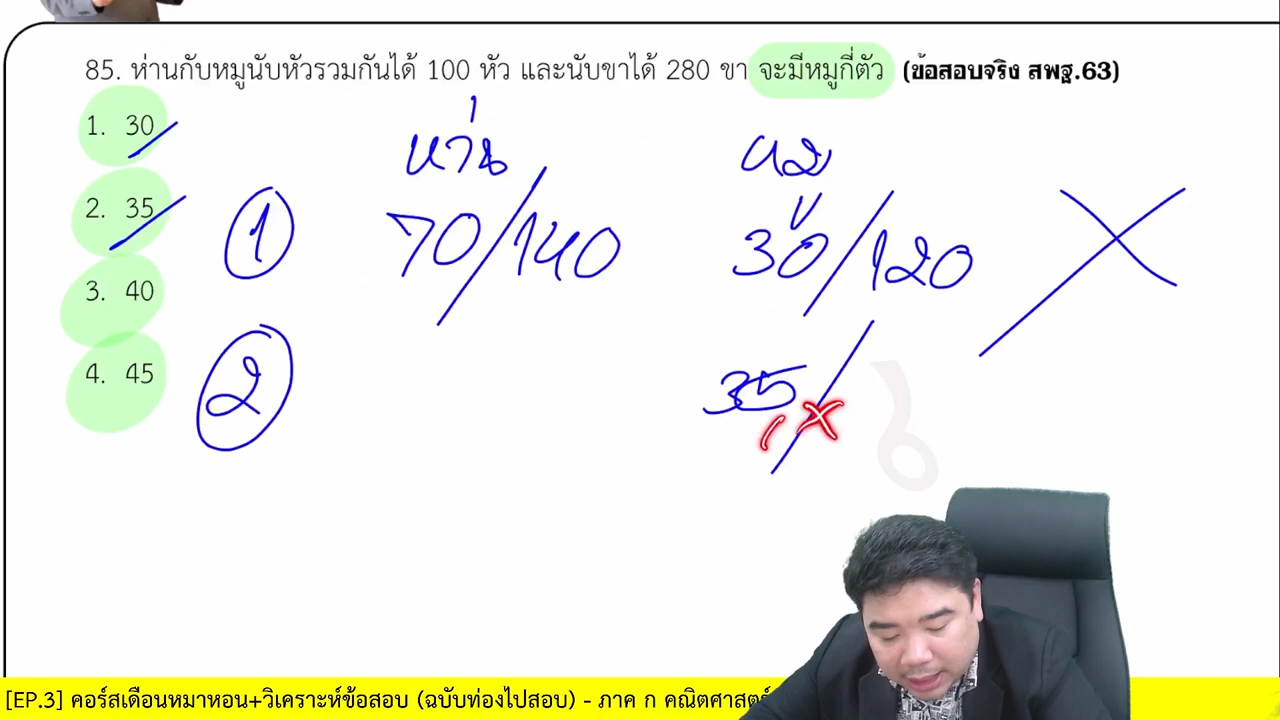 85. ห่านกับหมูนับหัวรวมกันได้ 100 หัว และนับขาได้ 280 ขา จะมีหมูกี่ตัว (ข้อสอบจริง สพฐ.63)
1. 30
2. 35
3. 40
4. 45
ห่าน
1 70/140 30/120
2 35/
[EP.3] คอร์สเดือนหมาหอน+วิเคราะห์ข้อสอบ (ฉบับท่องไปสอบ) - ภาค ก คณิตศาสตร์